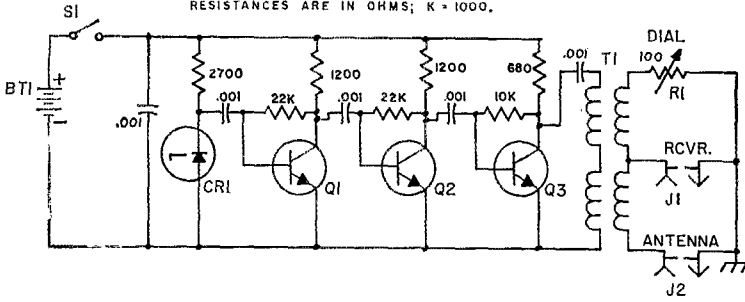 RESISTANCES ARE IN OHMS; K = 1000.
S1
BT1
+
-
.001
2700
.001
CR1
22K
1200
.001
Q1
22K
1200
.001
Q2
10K
680
Q3
.001
T1
DIAL
100
R1
RCVR.
J1
ANTENNA
J2